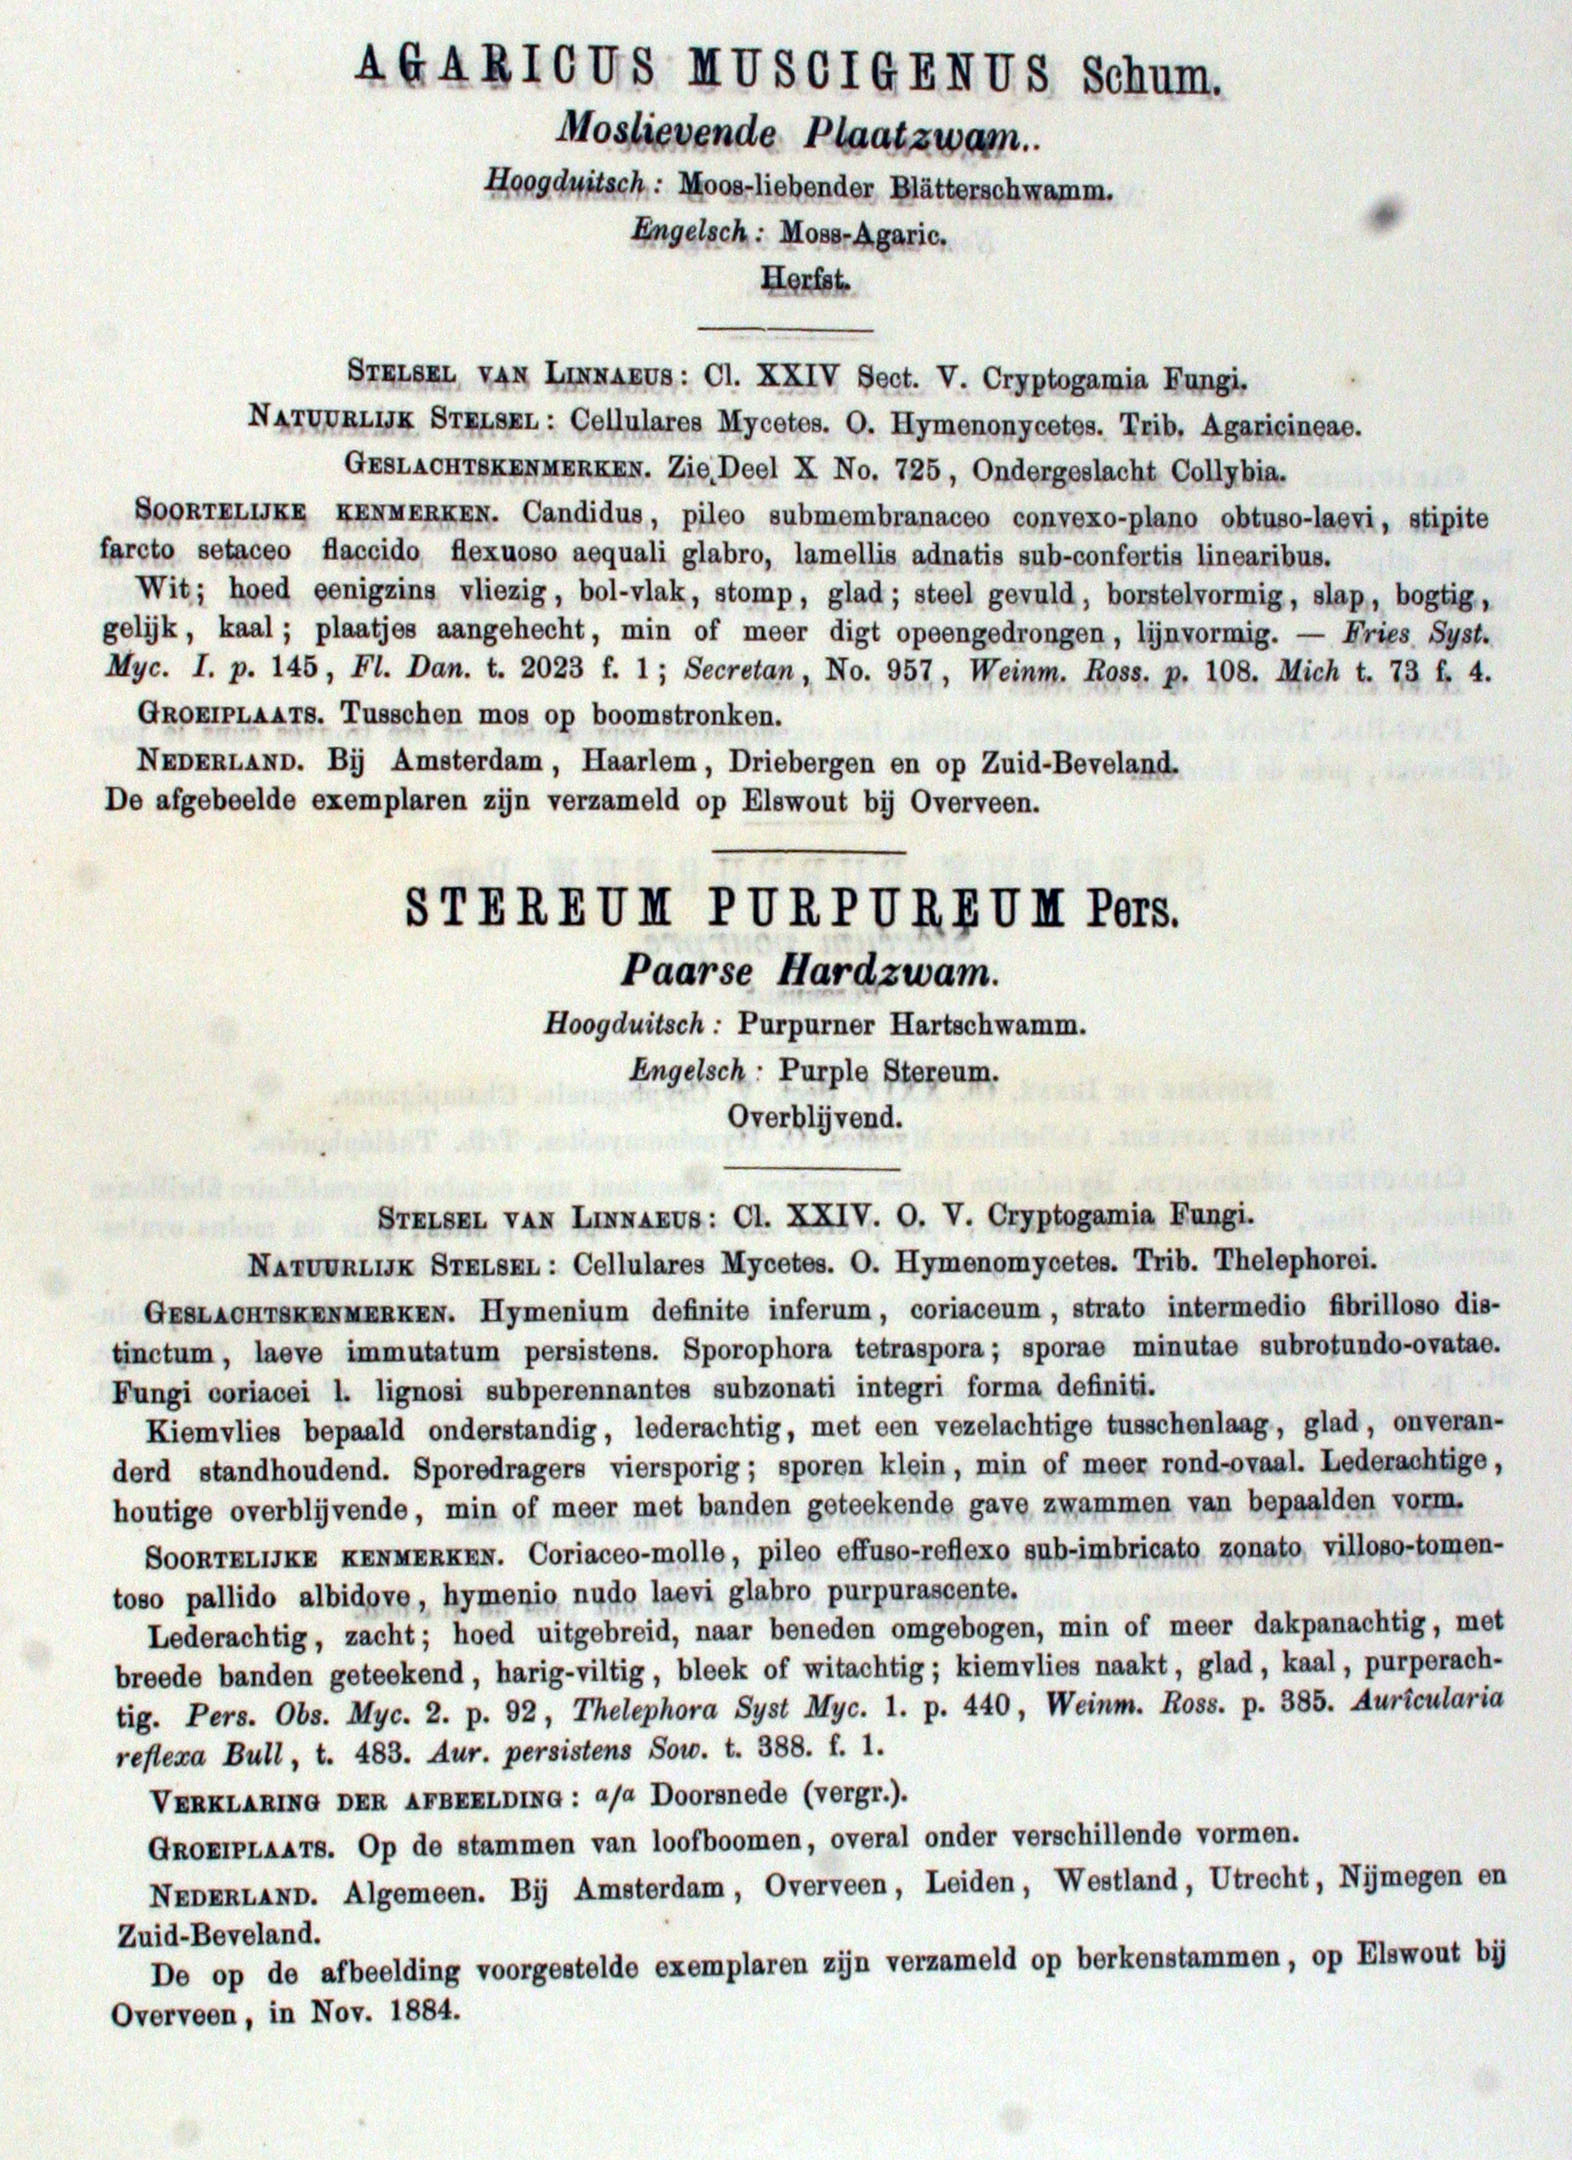 AGARICUS MUSCIGENUS Schum.
Moslievende Plaatzwam..
Hoogduitsch: Moos-liebender Blätterschwamm.
Engelsch: Moss-Agaric.
Herfst.
STELSEL VAN LINNAEUS: Cl. XXIV Sect. V. Cryptogamia Fungi.
NATUURLIJK STELSEL: Cellulares Mycetes. O. Hymenonycetes. Trib. Agaricineae.
GESLACHTSKENMERKEN. Zie Deel X No. 725, Ondergeslacht Collybia.
SOORTELIJKE KENMERKEN. Candidus, pileo submembranaceo convexo-plano obtuso-laevi, stipite
farcto setaceo flaccido flexuoso aequali glabro, lamellis adnatis sub-confertis linearibus.
Wit; hoed eenigzins vliezig, bol-vlak, stomp, glad; steel gevuld, borstelvormig, slap, bogtig,
gelijk, kaal; plaatjes aangehecht, min of meer digt opeengedrongen, lijnvormig. — Fries Syst.
Myc. I. p. 145, Fl. Dan. t. 2023 f. 1; Secretan, No. 957, Weinm. Ross. p. 108. Mich t. 73 f. 4.
GROEIPLAATS. Tusschen mos op boomstronken.
NEDERLAND. Bij Amsterdam, Haarlem, Driebergen en op Zuid-Beveland.
De afgebeelde exemplaren zijn verzameld op Elswout bij Overveen.
STEREUM PURPUREUM Pers.
Paarse Hardzwam.
Hoogduitsch: Purpurner Hartschwamm.
Engelsch: Purple Stereum.
Overblijvend.
STELSEL VAN LINNAEUS: Cl. XXIV. O. V. Cryptogamia Fungi.
NATUURLIJK STELSEL: Cellulares Mycetes. O. Hymenomycetes. Trib. Thelephorei.
GESLACHTSKENMERKEN. Hymenium definite inferum, coriaceum, strato intermedio fibrilloso dis-
tinctum, laeve immutatum persistens. Sporophora tetraspora; sporae minutae subrotundo-ovatae.
Fungi coriacei l. lignosi subperennantes subzonati integri forma definiti.
Kiemvlies bepaald onderstandig, lederachtig, met een vezelachtige tusschenlaag, glad, onveran-
derd standhoudend. Sporedragers viersporig; sporen klein, min of meer rond-ovaal. Lederachtige,
houtige overblijvende, min of meer met banden geteekende gave zwammen van bepaalden vorm.
SOORTELIJKE KENMERKEN. Coriaceo-molle, pileo effuso-reflexo sub-imbricato zonato villoso-tomen-
toso pallido albidove, hymenio nudo laevi glabro purpurascente.
Lederachtig, zacht; hoed uitgebreid, naar beneden omgebogen, min of meer dakpanachtig, met
breede banden geteekend, harig-viltig, bleek of witachtig; kiemvlies naakt, glad, kaal, purperach-
tig. Pers. Obs. Myc. 2. p. 92, Thelephora Syst Myc. 1. p. 440, Weinm. Ross. p. 385. Auricularia
reflexa Bull, t. 483. Aur. persistens Sow. t. 388. f. 1.
VERKLARING DER AFBEELDING: a/a Doorsnede (vergr.).
GROEIPLAATS. Op de stammen van loofboomen, overal onder verschillende vormen.
NEDERLAND. Algemeen. Bij Amsterdam, Overveen, Leiden, Westland, Utrecht, Nijmegen en
Zuid-Beveland.
De op de afbeelding voorgestelde exemplaren zijn verzameld op berkenstammen, op Elswout bij
Overveen, in Nov. 1884.